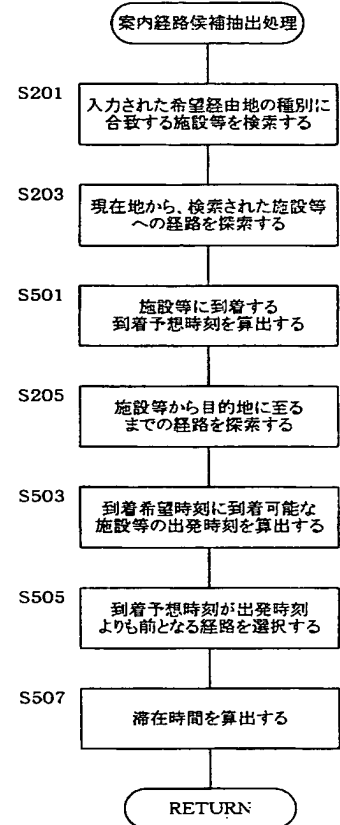 案内経路候補抽出処理
S201
入力された希望経由地の種別に
合致する施設等を検索する
S203
現在地から、検索された施設等
への経路を探索する
S501
施設等に到着する
到着予想時刻を算出する
S205
施設等から目的地に至る
までの経路を探索する
S503
到着希望時刻に到着可能な
施設等の出発時刻を算出する
S505
到着予想時刻が出発時刻
よりも前となる経路を選択する
S507
滞在時間を算出する
RETURN